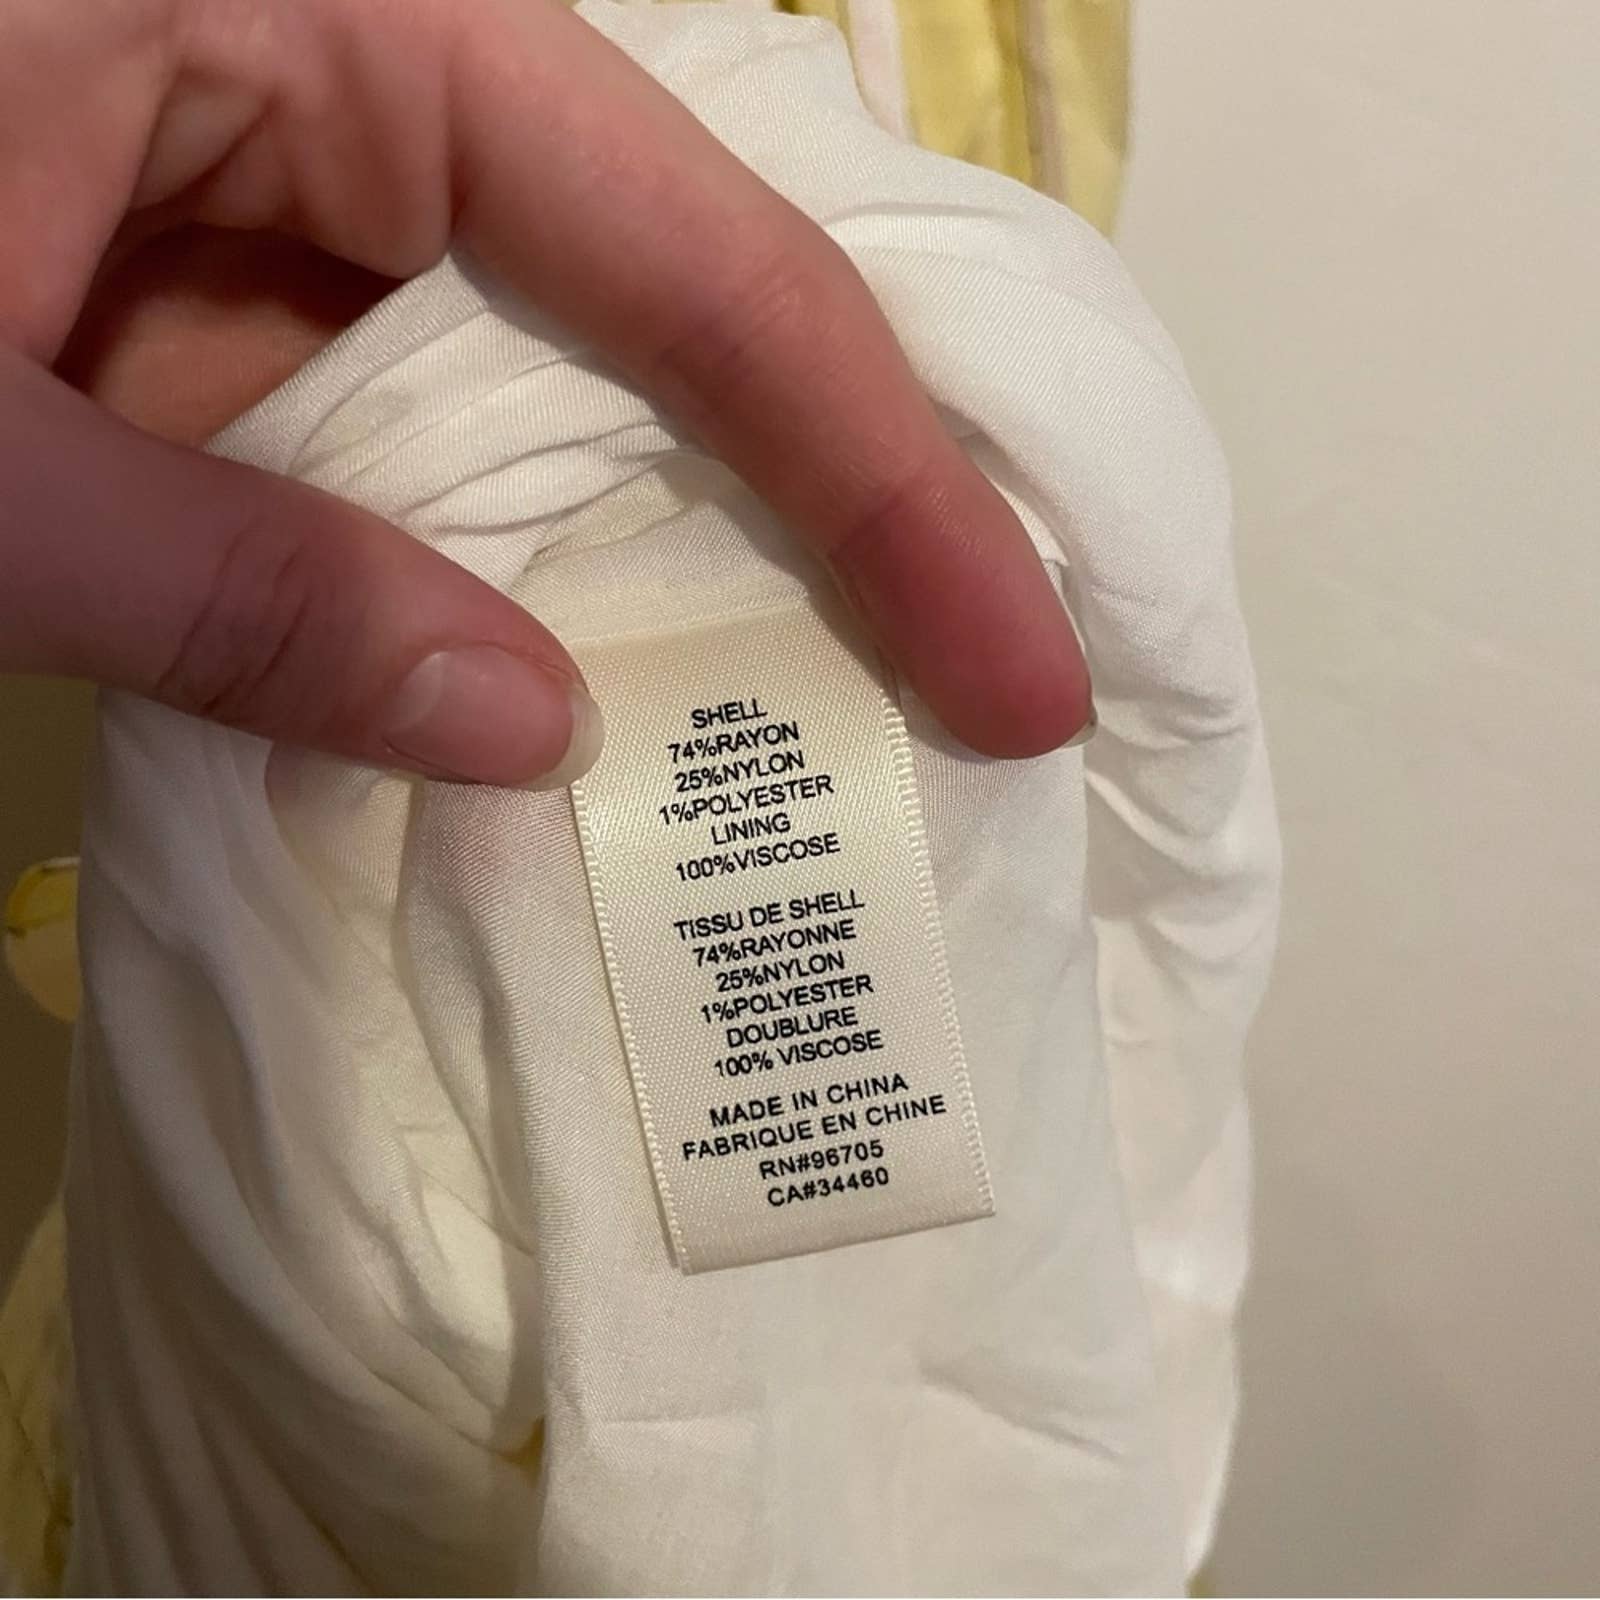 SHELL
74%RAYON
25%NYLON
1%POLYESTER
LINING
100%VISCOSE
TISSU DE SHELL
74%RAYONNE
25%NYLON
1%POLYESTER
DOUBLURE
100% VISCOSE
MADE IN CHINA
FABRIQUE EN CHINE
RN#96705
CA#34460